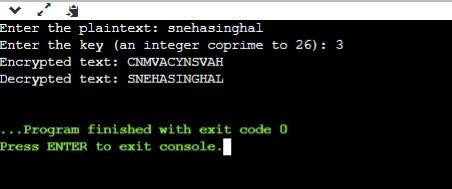 Enter the plaintext: snehasinghal
Enter the key (an integer coprime to 26): 3
Encrypted text: CNMVACYNSVAH
Decrypted text: SNEHASINGHAL
...Program finished with exit code 0
Press ENTER to exit console.